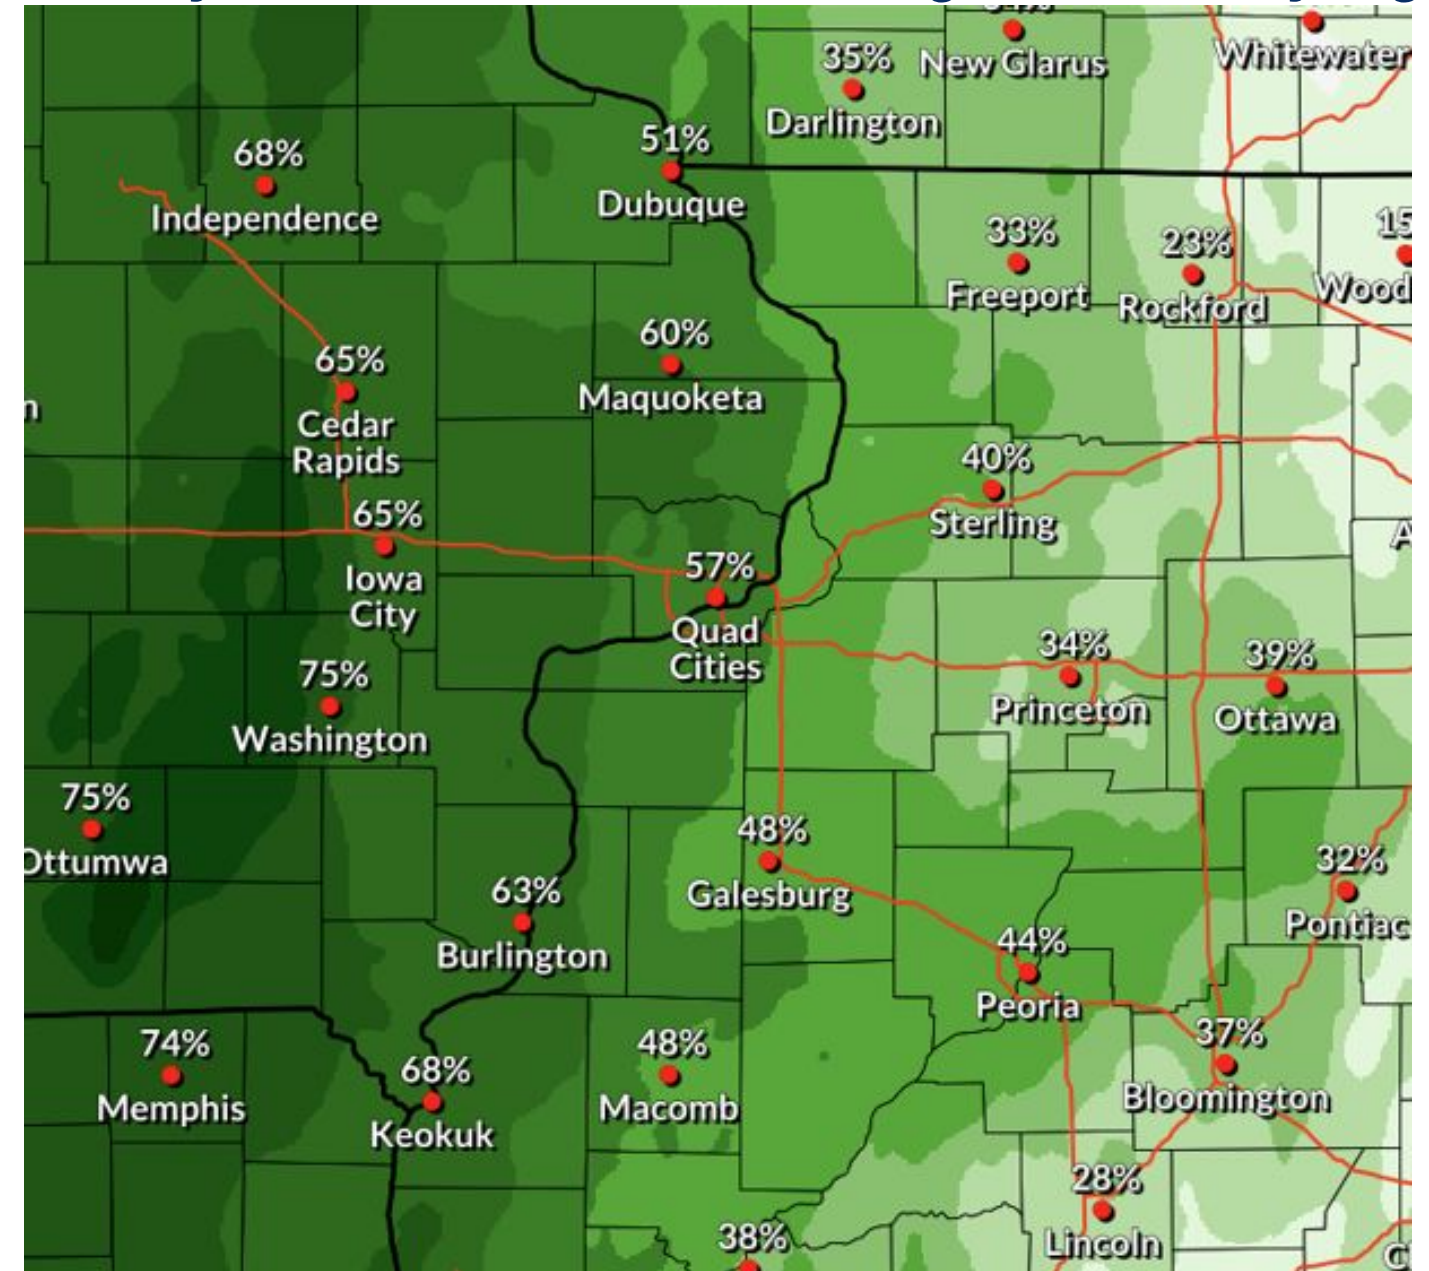 35%
New Glarus
Whitewater
Darlington
68%
51%
Independence
Dubuque
33%
23%
15
Freeport
Rockford
Wood
60%
65%
Maquoketa
n
Cedar
Rapids
40%
65%
Sterling
A
57%
Iowa
City
Quad
Cities
34%
39%
75%
Princeton
Ottawa
Washington
75%
48%
Ottumwa
32%
63%
Galesburg
Pontiac
Burlington
44%
Peoria
74%
48%
37%
68%
Memphis
Macomb
Bloomington
Keokuk
28%
38%
Lincoln
C